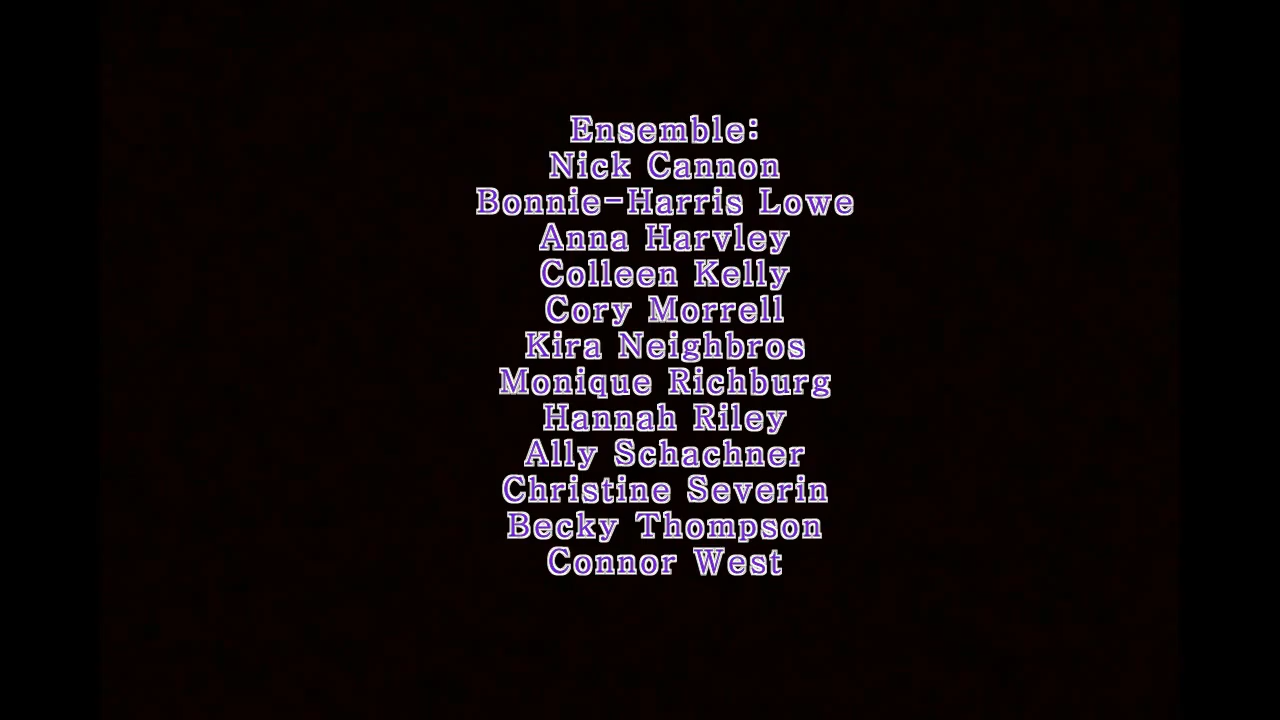 Ensemble:
Nick Cannon
Bonnie-Harris Lowe
Anna Harvley
Colleen Kelly
Cory Morrell
Kira Neighbros
Monique Richburg
Hannah Riley
Ally Schachner
Christine Severin
Becky Thompson
Connor West